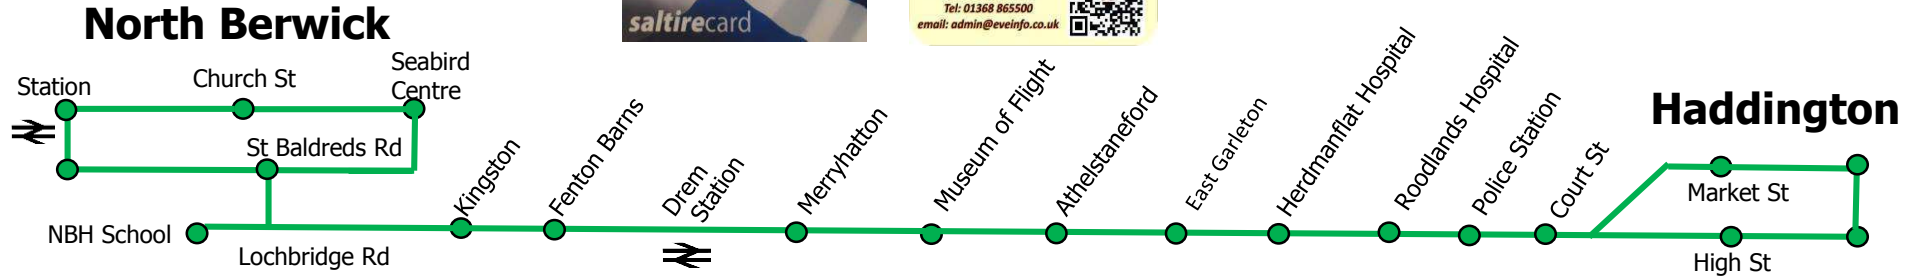 North Berwick
saltirecard
Tel: 01368 865500
email: admin@eveinfo.co.uk
Station
Church St
Seabird
Centre
St Baldreds Rd
NBH School
Lochbridge Rd
Kingston
Fenton Barns
Drem
Station
Merryhatton
Museum of Flight
Athelstaneford
East Garleton
Herdmanflat Hospital
Roodlands Hospital
Police Station
Court St
Haddington
Market St
High St